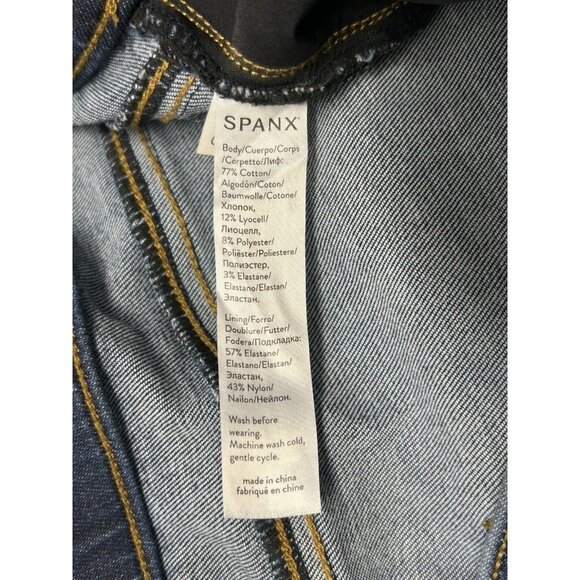 SPANX
Body/Cuerpo/Corps
/Corpetto/Лиф:
77% Cotton/
Algodón/Coton/
Baumwolle/Cotone/
Хлопок,
12% Lyocell/
Лиоцелл,
8% Polyester/
Poliéster/Poliestere/
Полиэстер,
3% Elastane/
Elastano/Elastan/
Эластан.
Lining/Forro/
Doublure/Futter/
Fodera/Подкладка:
57% Elastane/
Elastano/Elastan/
Эластан,
43% Nylon/
Nailon/Нейлон.
Wash before
wearing.
Machine wash cold,
gentle cycle.
made in china
fabriqué en chine